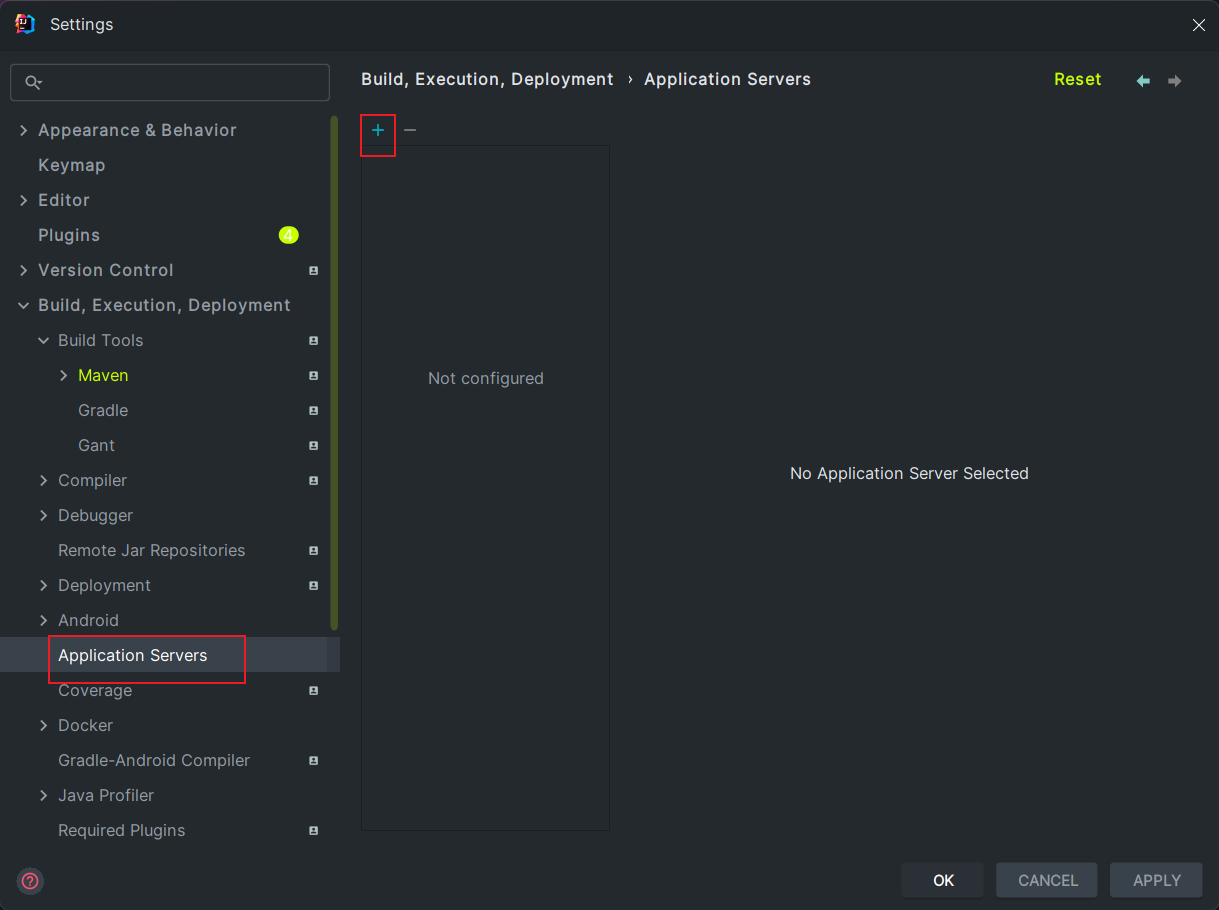 Settings
Build, Execution, Deployment › Application Servers
Reset
Appearance & Behavior
Keymap
Editor
Plugins
4
Version Control
Build, Execution, Deployment
Build Tools
Maven
Gradle
Gant
Compiler
Debugger
Remote Jar Repositories
Deployment
Android
Application Servers
Coverage
Docker
Gradle-Android Compiler
Java Profiler
Required Plugins
Not configured
No Application Server Selected
OK
CANCEL
APPLY